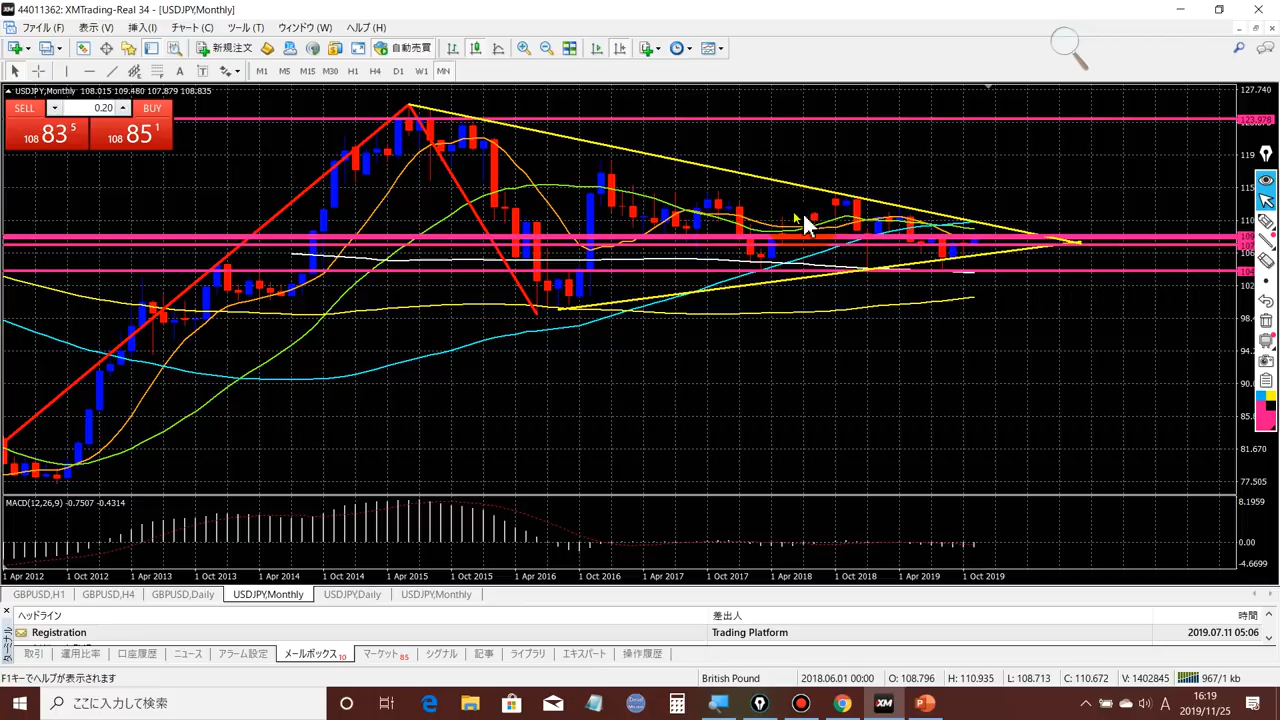 44011362: XMTrading-Real 34 - [USDJPY,Monthly]
ファイル (F) 表示 (V) 挿入(I) チャート (C) ツール (T) ウィンドウ (W) ヘルプ (H)
新規注文 自動売買
A T M1 M5 M15 M30 H1 H4 D1 W1 MN
USDJPY,Monthly 108.015 109.480 107.879 108.835
SELL 0.20 BUY
108 83 5 108 85 1
127.740
123.978
119
115
110
109
107
104
102
98.4
94.2
90.0
85.
81.670
77.505
MACD(12,26,9) -0.7507 -0.4314
8.1959
0.00
-4.6699
1 Apr 2012 1 Oct 2012 1 Apr 2013 1 Oct 2013 1 Apr 2014 1 Oct 2014 1 Apr 2015 1 Oct 2015 1 Apr 2016 1 Oct 2016 1 Apr 2017 1 Oct 2017 1 Apr 2018 1 Oct 2018 1 Apr 2019 1 Oct 2019
GBPUSD,H1 GBPUSD,H4 GBPUSD,Daily USDJPY,Monthly USDJPY,Daily USDJPY,Monthly
ヘッドライン 差出人 時間
Registration Trading Platform 2019.07.11 05:06
取引 運用比率 口座履歴 ニュース アラーム設定 メールボックス 10 マーケット 85 シグナル 記事 ライブラリ エキスパート 操作履歴
F1キーでヘルプが表示されます British Pound 2018.06.01 00:00 O: 108.796 H: 110.935 L: 108.713 C: 110.672 V: 1402845 967/1 kb
ここに入力して検索 XM A 16:19
2019/11/25